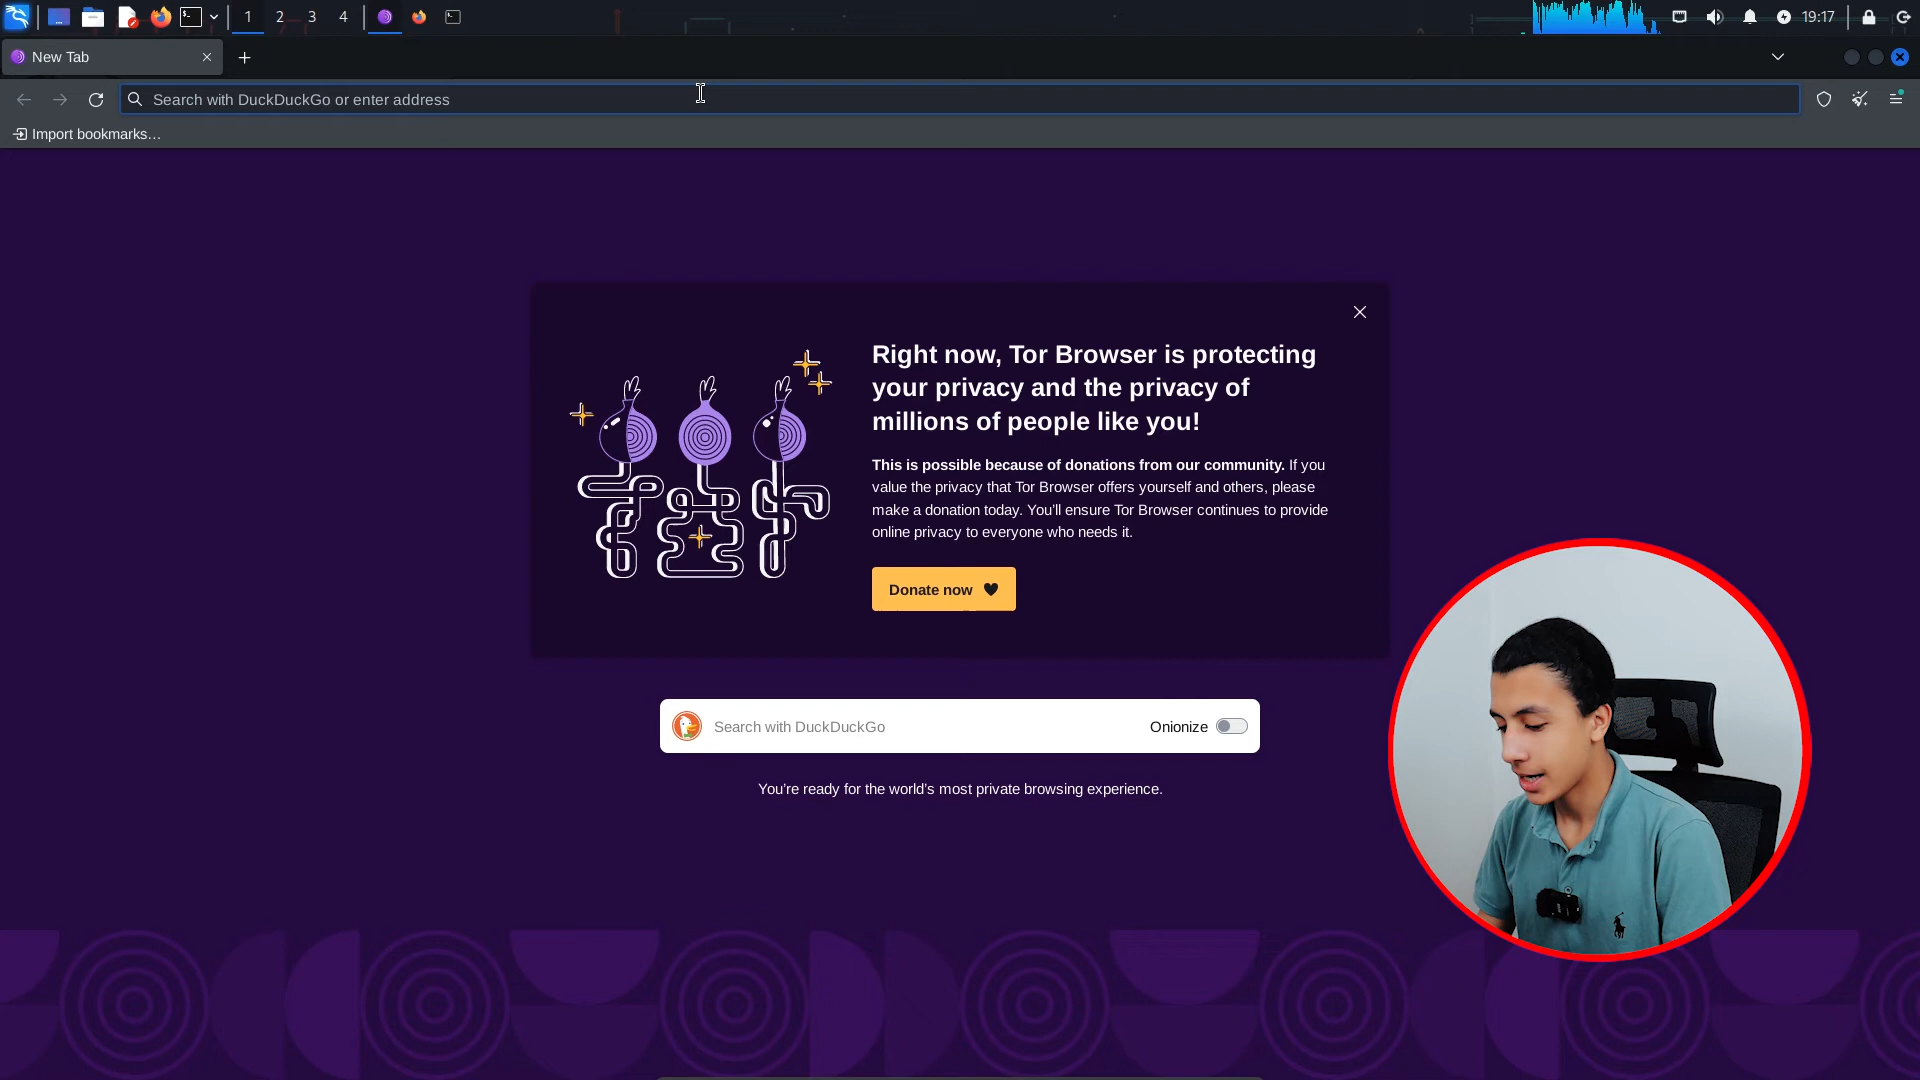 1 2 3 4
19:17
New Tab
Search with DuckDuckGo or enter address
Import bookmarks…
Right now, Tor Browser is protecting
your privacy and the privacy of
millions of people like you!
This is possible because of donations from our community. If you
value the privacy that Tor Browser offers yourself and others, please
make a donation today. You’ll ensure Tor Browser continues to provide
online privacy to everyone who needs it.
Donate now
Search with DuckDuckGo
Onionize
You’re ready for the world’s most private browsing experience.